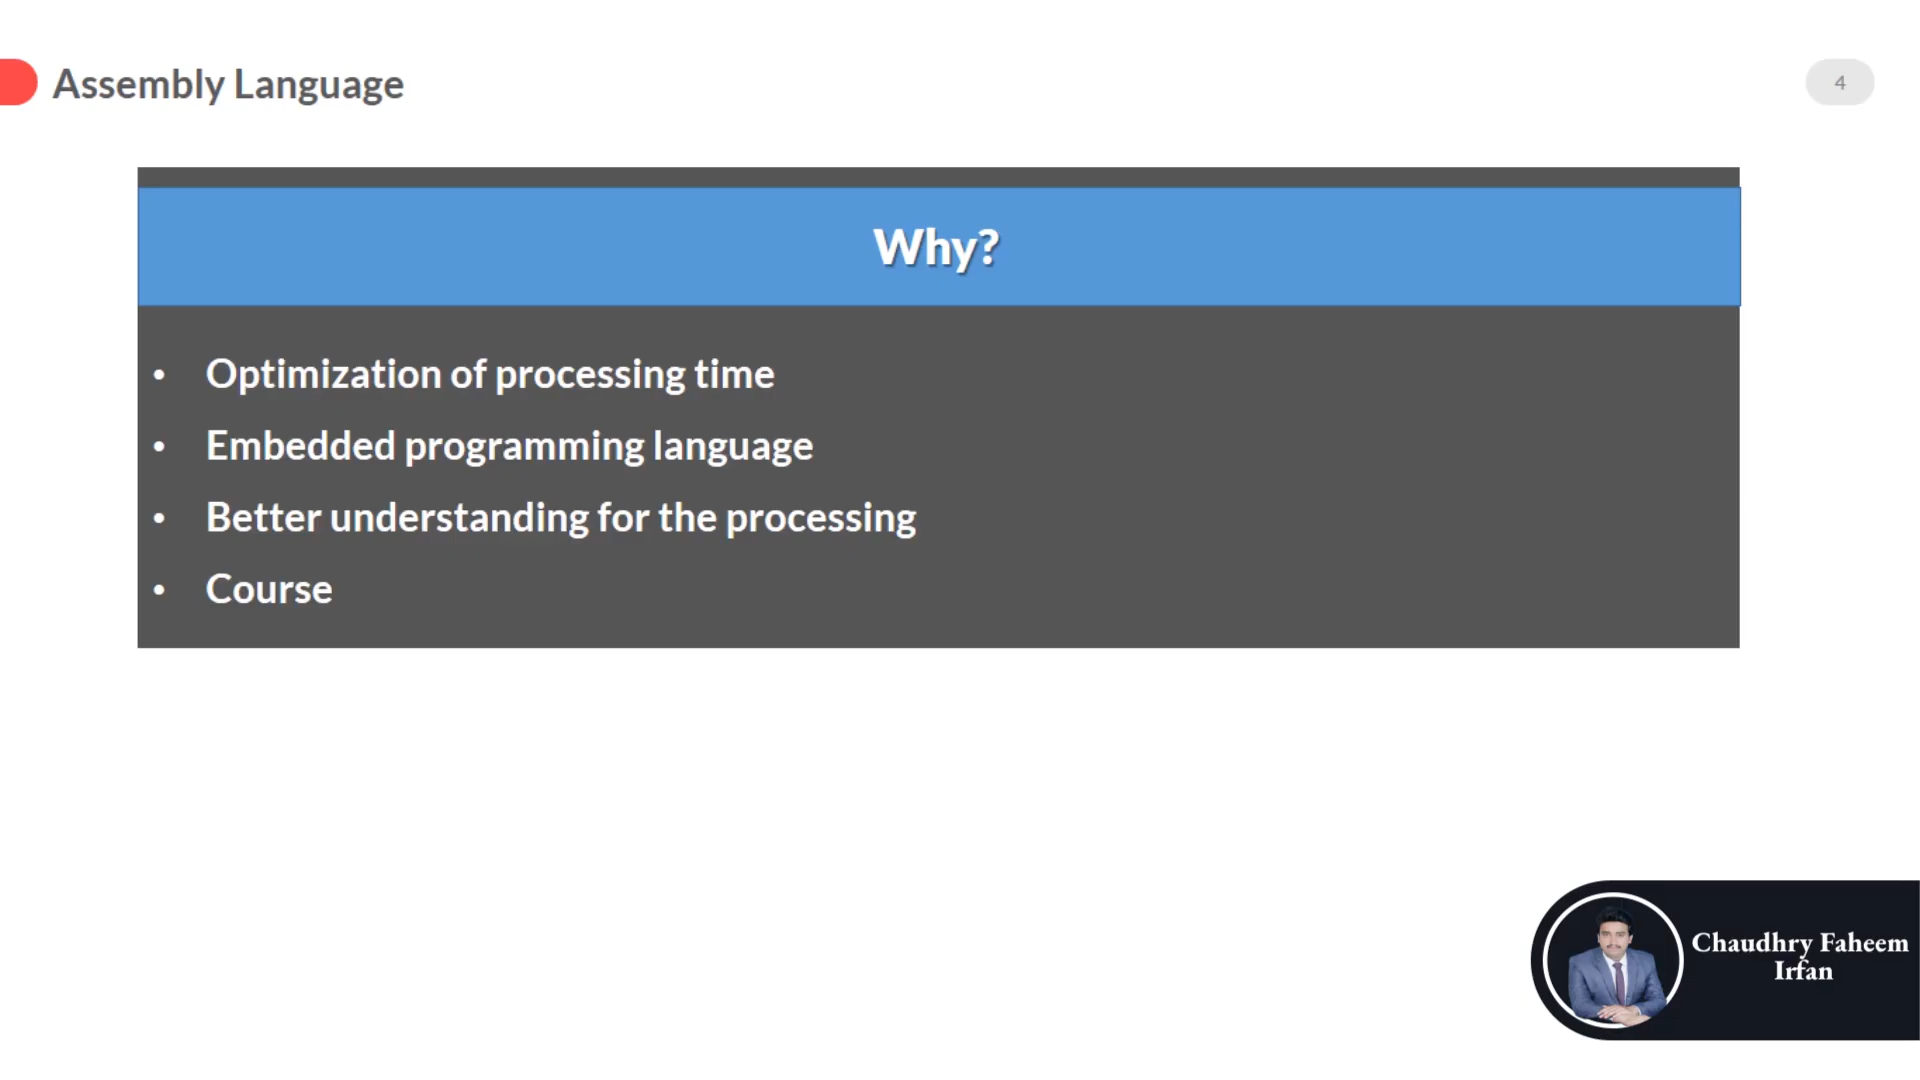 Assembly Language
4
Why?
• Optimization of processing time
• Embedded programming language
• Better understanding for the processing
• Course
Chaudhry Faheem
Irfan